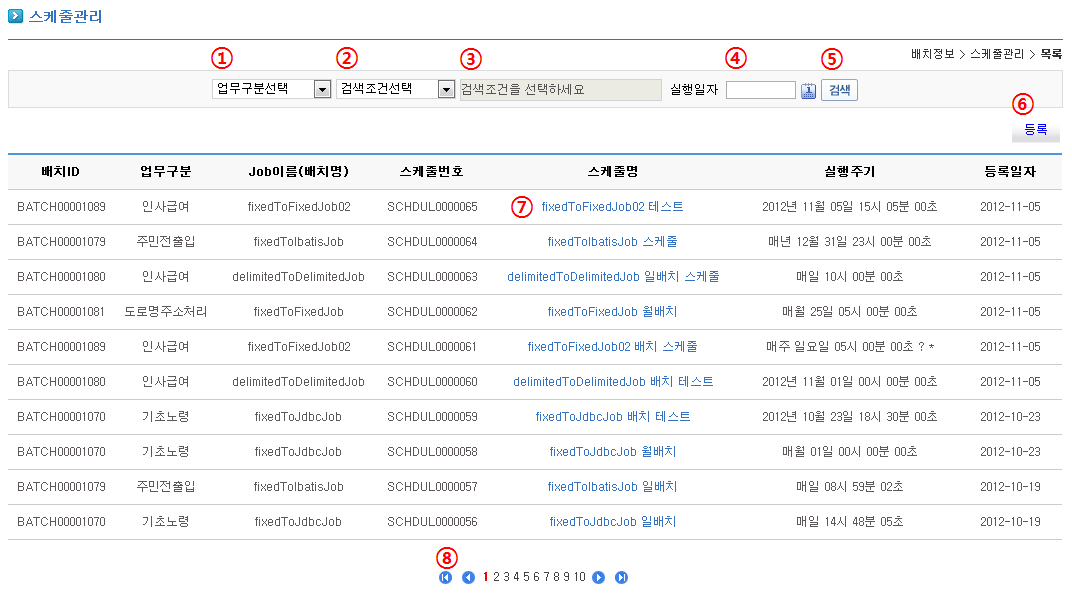 스케줄관리
배치정보 > 스케줄관리 > 목록
① ② ③ ④ ⑤
업무구분선택 검색조건선택 검색조건을 선택하세요 실행일자 검색
⑥
등록
배치ID 업무구분 Job이름(배치명) 스케줄번호 스케줄명 실행주기 등록일자
BATCH00001089 인사급여 fixedToFixedJob02 SCHDUL0000065 ⑦ fixedToFixedJob02 테스트 2012년 11월 05일 15시 05분 00초 2012-11-05
BATCH00001079 주민전출입 fixedToIbatisJob SCHDUL0000064 fixedToIbatisJob 스케줄 매년 12월 31일 23시 00분 00초 2012-11-05
BATCH00001080 인사급여 delimitedToDelimitedJob SCHDUL0000063 delimitedToDelimitedJob 일배치 스케줄 매일 10시 00분 00초 2012-11-05
BATCH00001081 도로명주소처리 fixedToFixedJob SCHDUL0000062 fixedToFixedJob 월배치 매월 25일 05시 00분 00초 2012-11-05
BATCH00001089 인사급여 fixedToFixedJob02 SCHDUL0000061 fixedToFixedJob02 배치 스케줄 매주 일요일 05시 00분 00초 ? * 2012-11-05
BATCH00001080 인사급여 delimitedToDelimitedJob SCHDUL0000060 delimitedToDelimitedJob 배치 테스트 2012년 11월 01일 00시 00분 00초 2012-11-05
BATCH00001070 기초노령 fixedToJdbcJob SCHDUL0000059 fixedToJdbcJob 배치 테스트 2012년 10월 23일 18시 30분 00초 2012-10-23
BATCH00001070 기초노령 fixedToJdbcJob SCHDUL0000058 fixedToJdbcJob 월배치 매월 01일 00시 00분 00초 2012-10-23
BATCH00001079 주민전출입 fixedToIbatisJob SCHDUL0000057 fixedToIbatisJob 일배치 매일 08시 59분 02초 2012-10-19
BATCH00001070 기초노령 fixedToJdbcJob SCHDUL0000056 fixedToJdbcJob 일배치 매일 14시 48분 05초 2012-10-19
⑧
1 2 3 4 5 6 7 8 9 10